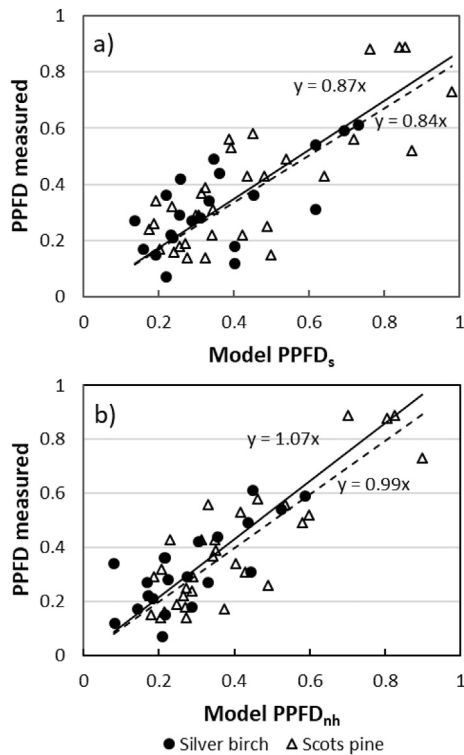 a)
PPFD measured
1
0.8
0.6
0.4
0.2
0
y = 0.87x
y = 0.84x
0 0.2 0.4 0.6 0.8 1
Model PPFDs
b)
PPFD measured
1
0.8
0.6
0.4
0.2
0
y = 1.07x
y = 0.99x
0 0.2 0.4 0.6 0.8 1
Model PPFDnh
Silver birch Scots pine